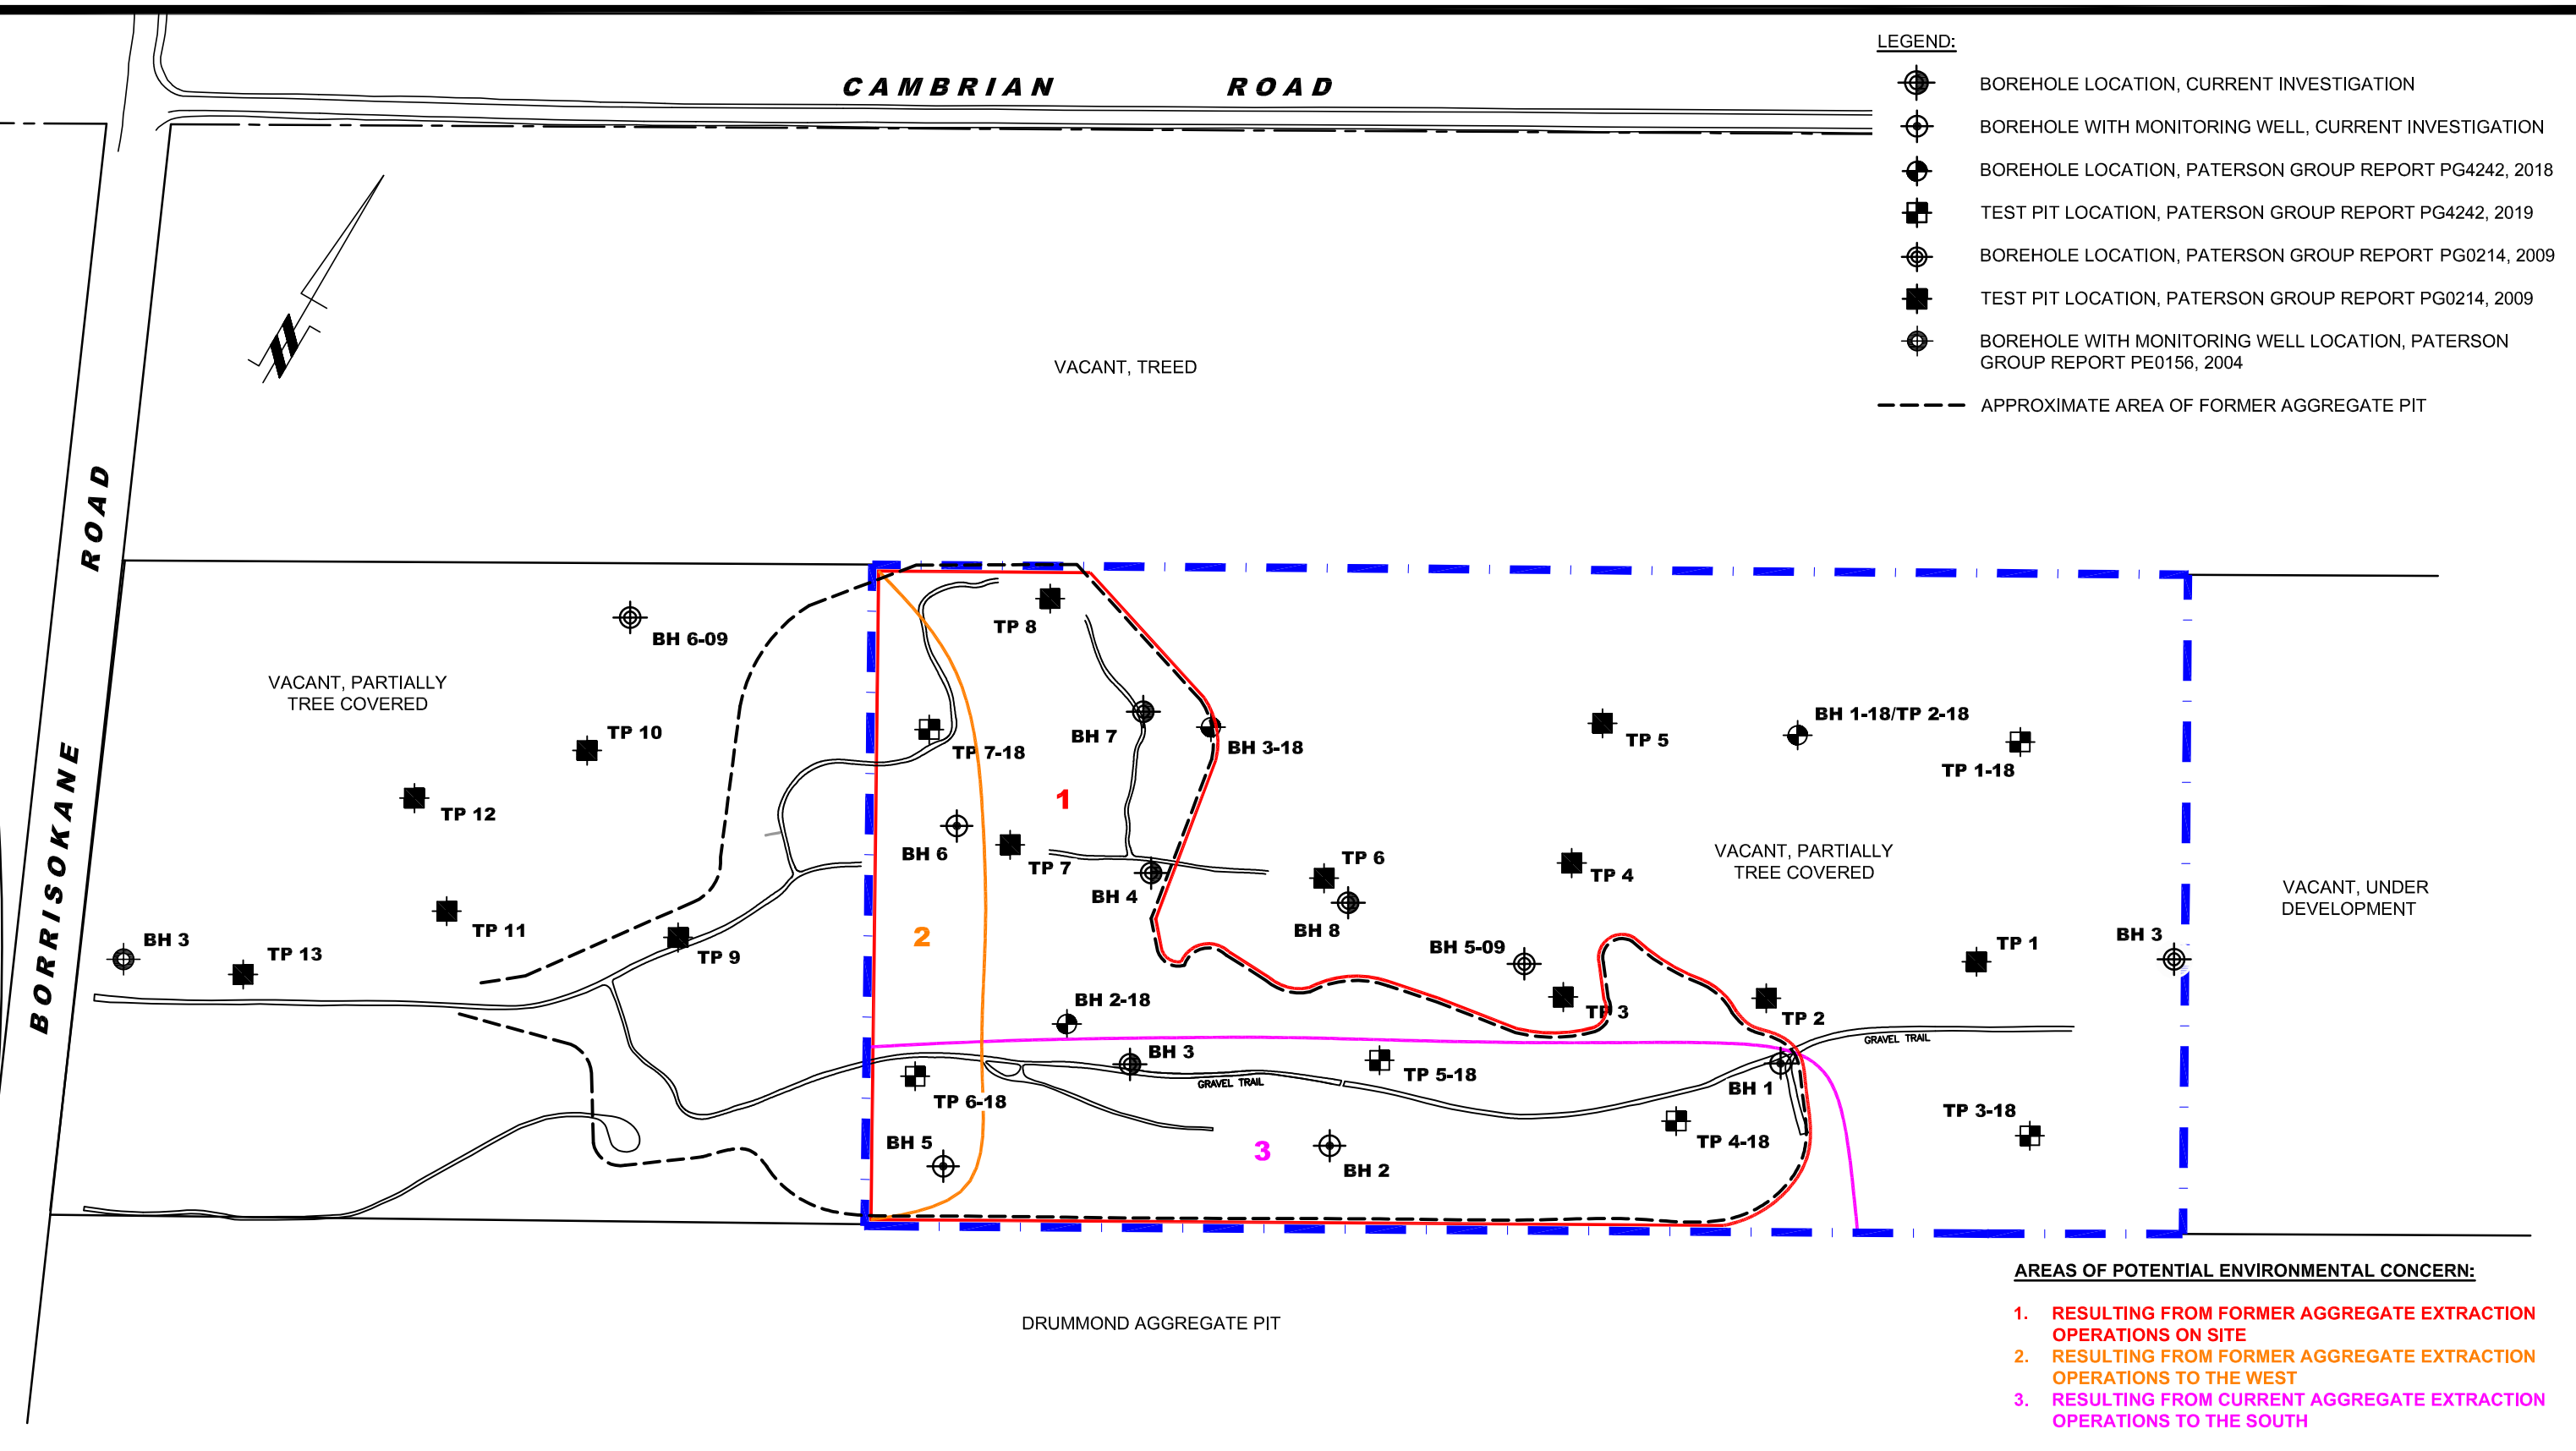 LEGEND:
BOREHOLE LOCATION, CURRENT INVESTIGATION
BOREHOLE WITH MONITORING WELL, CURRENT INVESTIGATION
BOREHOLE LOCATION, PATERSON GROUP REPORT PG4242, 2018
TEST PIT LOCATION, PATERSON GROUP REPORT PG4242, 2019
BOREHOLE LOCATION, PATERSON GROUP REPORT PG0214, 2009
TEST PIT LOCATION, PATERSON GROUP REPORT PG0214, 2009
BOREHOLE WITH MONITORING WELL LOCATION, PATERSON
GROUP REPORT PE0156, 2004
APPROXIMATE AREA OF FORMER AGGREGATE PIT
CAMBRIAN ROAD
BORRISOKANE ROAD
N
VACANT, TREED
BH 6-09
VACANT, PARTIALLY
TREE COVERED
TP 10
TP 12
TP 11
BH 3
TP 13
TP 9
TP 8
TP 7-18
BH 7
BH 3-18
1
BH 6
TP 7
BH 4
2
TP 6
BH 8
TP 5
BH 1-18/TP 2-18
TP 1-18
TP 4
VACANT, PARTIALLY
TREE COVERED
VACANT, UNDER
DEVELOPMENT
BH 5-09
TP 3
TP 2
TP 1
BH 3
GRAVEL TRAIL
BH 2-18
BH 3
GRAVEL TRAIL
TP 5-18
BH 1
TP 6-18
TP 3-18
TP 4-18
BH 5
3
BH 2
DRUMMOND AGGREGATE PIT
AREAS OF POTENTIAL ENVIRONMENTAL CONCERN:
1. RESULTING FROM FORMER AGGREGATE EXTRACTION
OPERATIONS ON SITE
2. RESULTING FROM FORMER AGGREGATE EXTRACTION
OPERATIONS TO THE WEST
3. RESULTING FROM CURRENT AGGREGATE EXTRACTION
OPERATIONS TO THE SOUTH